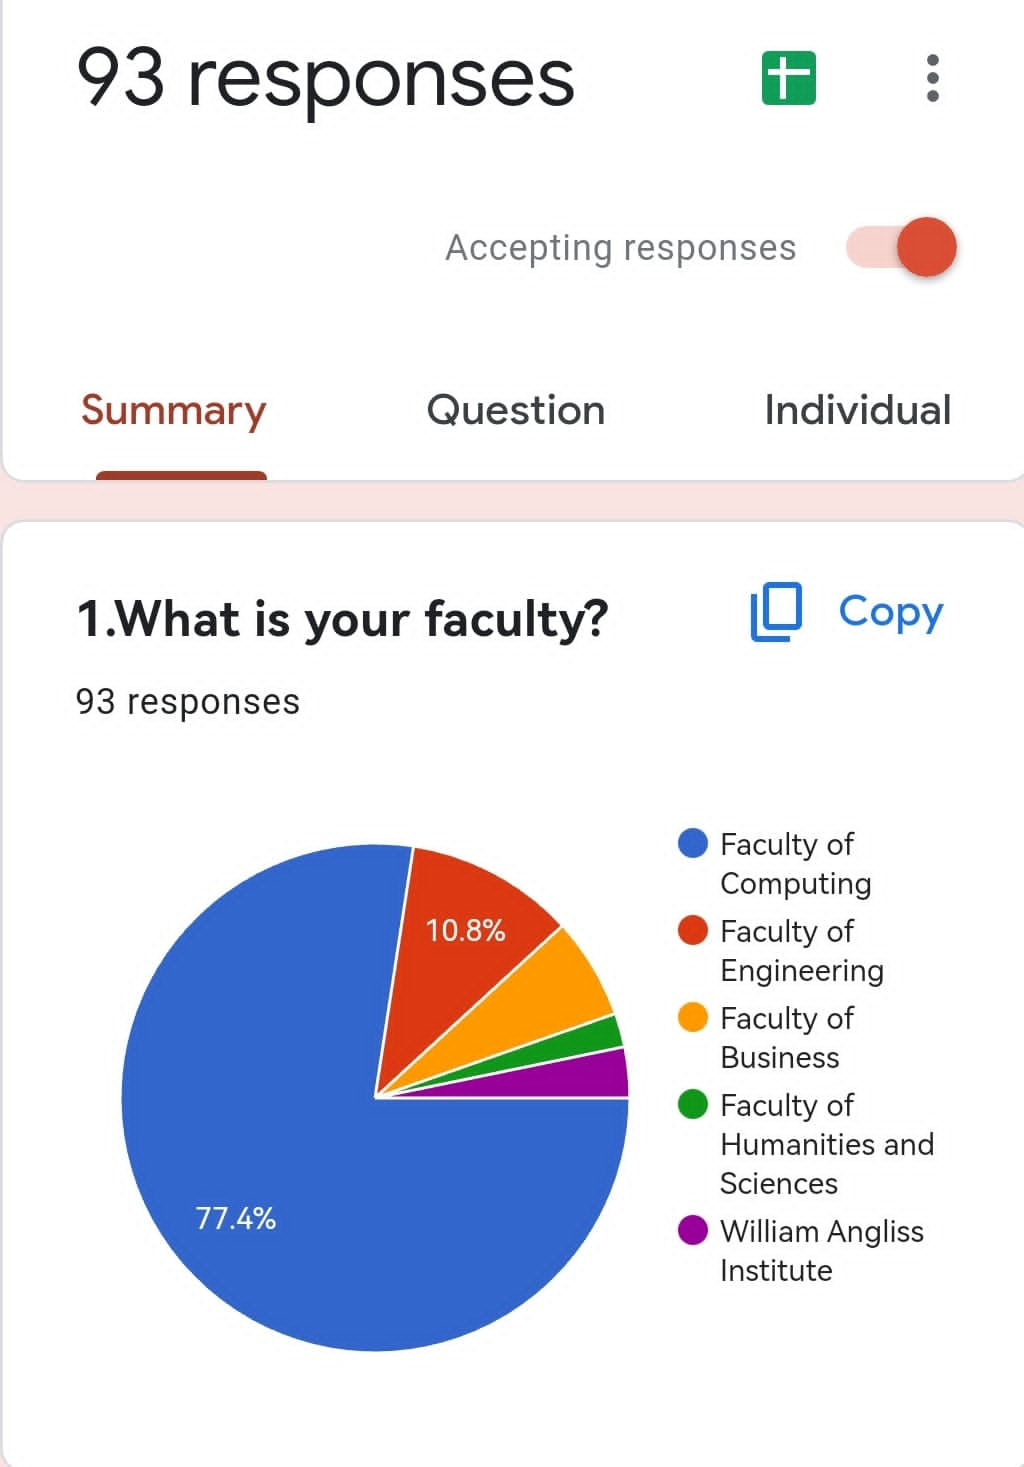 93 responses
Accepting responses
Summary Question Individual
1.What is your faculty?
Copy
93 responses
10.8%
77.4%
Faculty of
Computing
Faculty of
Engineering
Faculty of
Business
Faculty of
Humanities and
Sciences
William Angliss
Institute